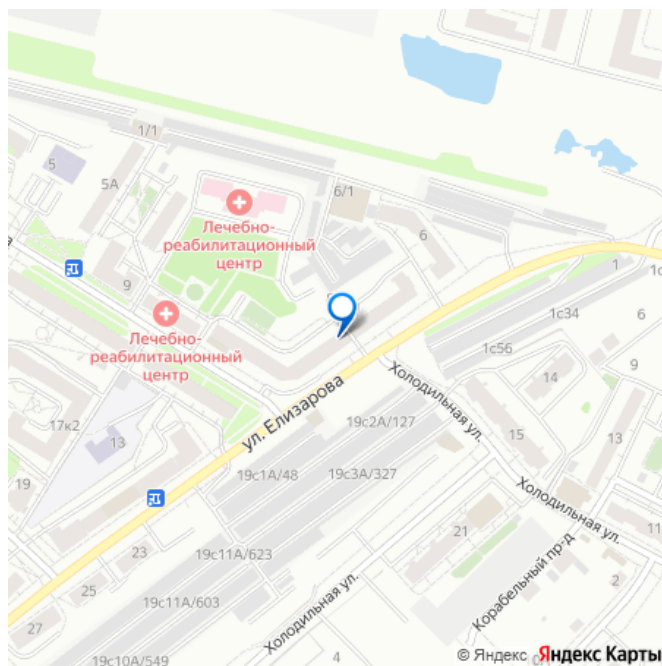 1/1
5
5А
6/1
Лечебно-
реабилитационный
центр
6
9
1
1с34
6
Лечебно-
реабилитационный
центр
1с56
9
14
Холодильная ул.
ул. Елизарова
17к2
13
19с2А/127
15
13
19
19с1А/48
19с3А/327
Холодильная ул.
21
11
23
19с11А/623
Корабельный пр-д
2
25
19с11А/603
Холодильная ул.
27
19с10А/549
4
© Яндекс Яндекс Карты